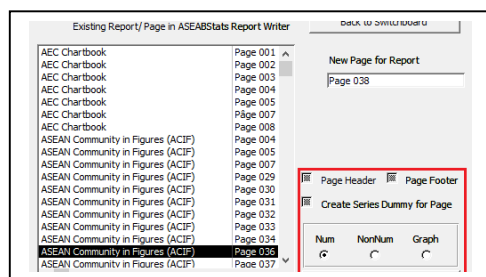 Existing Report/ Page in ASEABStats Report Writer
Back to Switchboard
AEC Chartbook Page 001
AEC Chartbook Page 002
AEC Chartbook Page 003
AEC Chartbook Page 004
AEC Chartbook Page 005
AEC Chartbook Page 007
AEC Chartbook Page 008
ASEAN Community in Figures (ACIF) Page 004
ASEAN Community in Figures (ACIF) Page 005
ASEAN Community in Figures (ACIF) Page 007
ASEAN Community in Figures (ACIF) Page 029
ASEAN Community in Figures (ACIF) Page 030
ASEAN Community in Figures (ACIF) Page 031
ASEAN Community in Figures (ACIF) Page 032
ASEAN Community in Figures (ACIF) Page 033
ASEAN Community in Figures (ACIF) Page 034
ASEAN Community in Figures (ACIF) Page 036
ASEAN Community in Figures (ACIF) Page 037
New Page for Report
Page 038
Page Header Page Footer
Create Series Dummy for Page
Num NonNum Graph